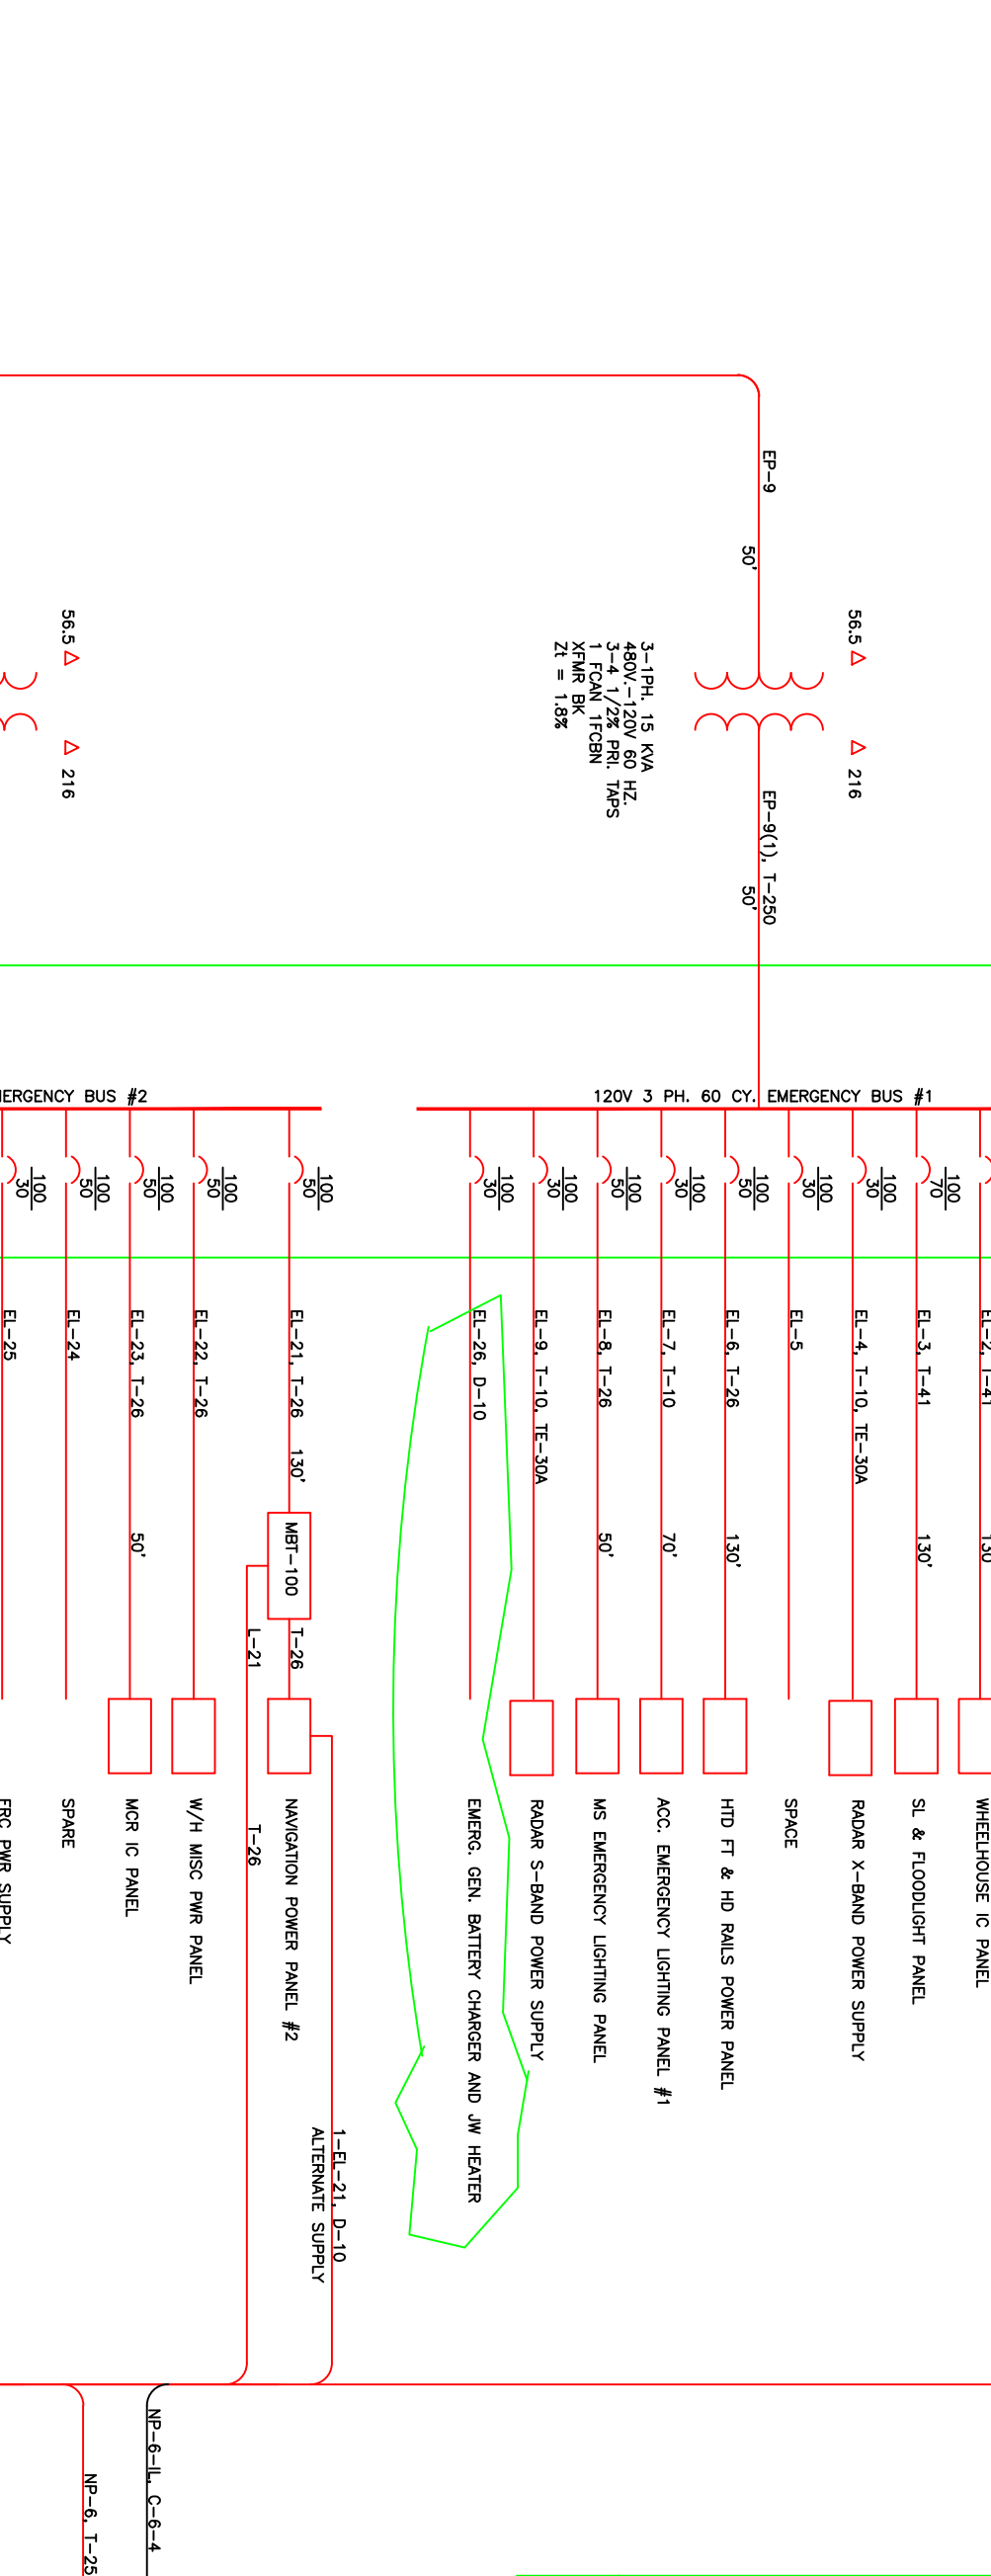 EP-9
50'
56.5
216
3-1PH. 15 KVA
480V.-120V 60 HZ.
3-4 1/2% PRI. TAPS
1 FCAN 1FCBN
XFMR BK
Zt = 1.8%
EP-9(1), T-250
50'
56.5
216
120V 3 PH. 60 CY. EMERGENCY BUS #1
BUS #2
130'
WHEELHOUSE IC PANEL
100
70
EL-3, T-41
130'
SL & FLOODLIGHT PANEL
100
30
EL-4, T-10, TE-30A
RADAR X-BAND POWER SUPPLY
100
30
EL-5
SPACE
100
50
EL-6, T-26
130'
HTD FT & HD RAILS POWER PANEL
100
30
EL-7, T-10
70'
ACC. EMERGENCY LIGHTING PANEL #1
100
50
EL-8, T-26
50'
MS EMERGENCY LIGHTING PANEL
100
30
EL-9, T-10, TE-30A
RADAR S-BAND POWER SUPPLY
100
30
EL-26, D-10
EMERG. GEN. BATTERY CHARGER AND JW HEATER
100
50
EL-21, T-26
130'
MBT-100
T-26
NAVIGATION POWER PANEL #2
1-EL-21, D-10
ALTERNATE SUPPLY
L-21
T-26
100
50
EL-22, T-26
W/H MISC PWR PANEL
100
50
EL-23, T-26
50'
MCR IC PANEL
100
50
EL-24
SPARE
100
30
EL-25
FRC PWR SUPPLY
NP-6-IL, C-6-4
NP-6, T-25